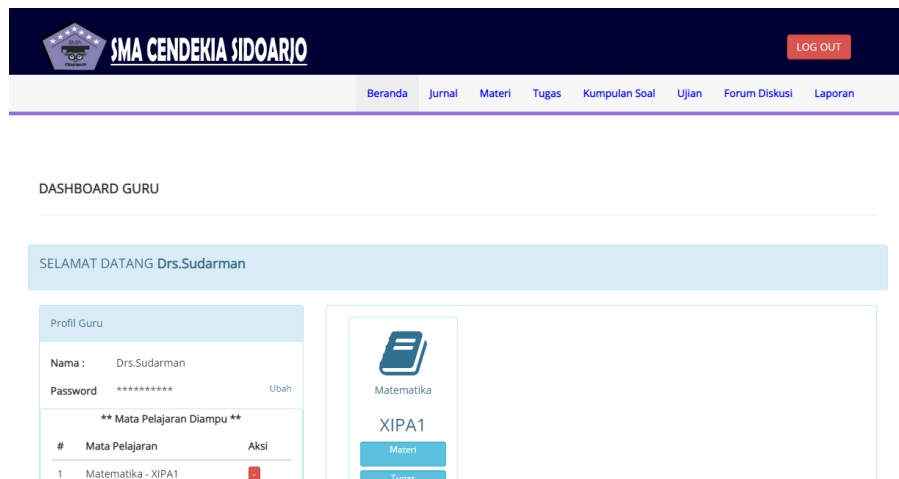 SMA
SMA CENDEKIA SIDOARJO
LOG OUT
Beranda Jurnal Materi Tugas Kumpulan Soal Ujian Forum Diskusi Laporan
DASHBOARD GURU
SELAMAT DATANG Drs.Sudarman
Profil Guru
Nama : Drs.Sudarman
Password ********** Ubah
** Mata Pelajaran Diampu **
# Mata Pelajaran Aksi
1 Matematika - XIPA1 -
Matematika
XIPA1
Materi
Tugas